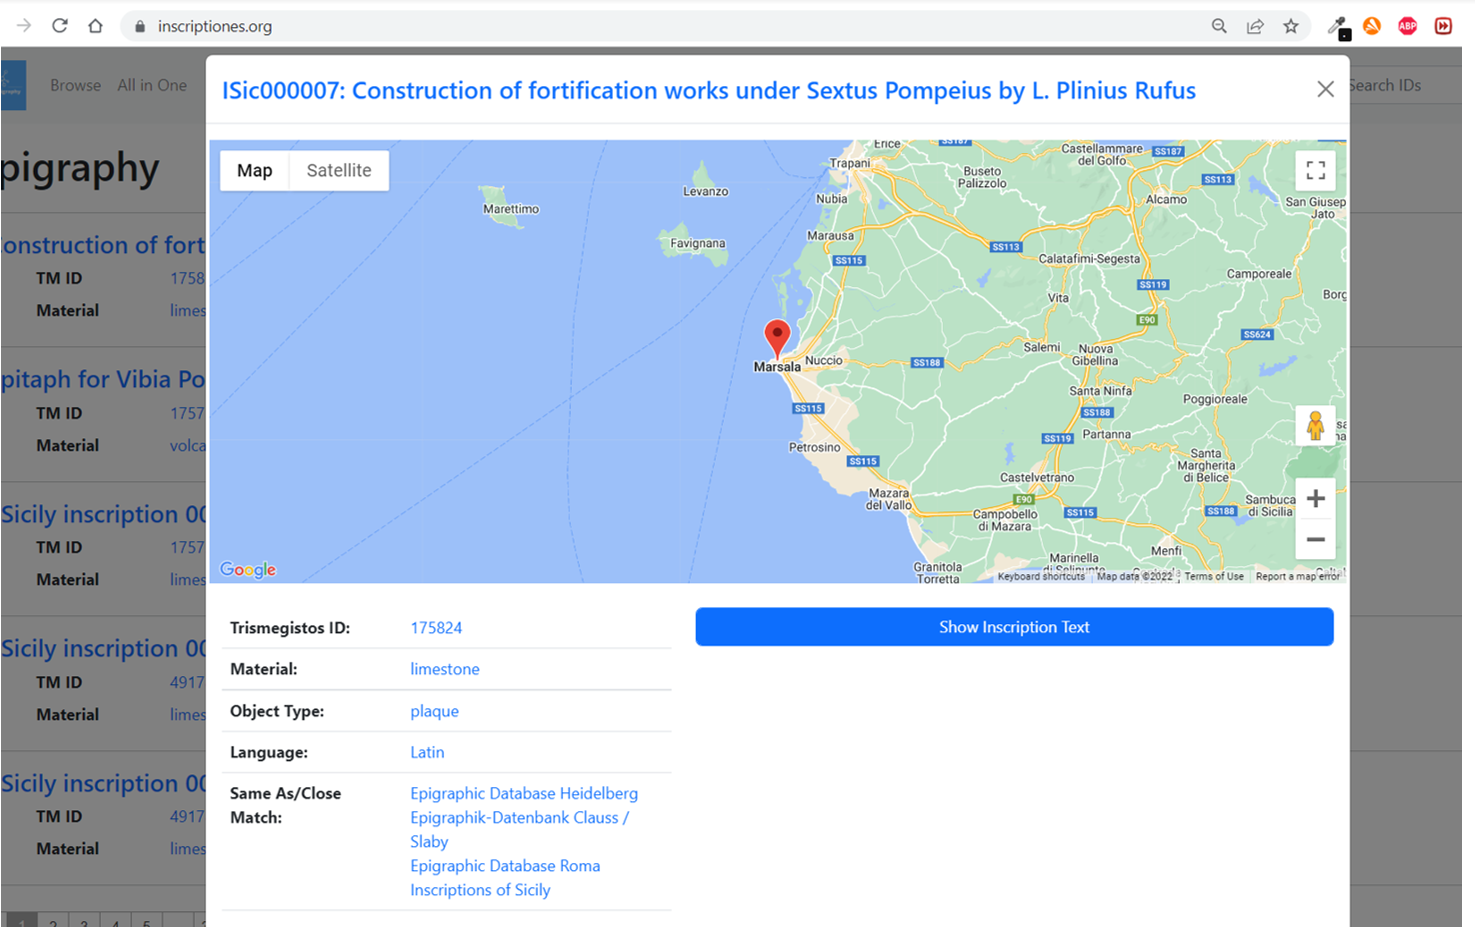 inscriptiones.org
ABP
Browse All in One
Search IDs
ISic000007: Construction of fortification works under Sextus Pompeius by L. Plinius Rufus
pigraphy
onstruction of fort
TM ID 1758
Material limes
pitaph for Vibia Po
TM ID 1757
Material volca
Sicily inscription 00
TM ID 1757
Material limes
Sicily inscription 00
TM ID 4917
Material limes
Sicily inscription 00
TM ID 4917
Material limes
1 2 3 4 5
Map Satellite
Erice
SS187
Castellammare
del Golfo
SS187
Trapani
Buseto
Palizzolo
SS113
Levanzo
Marettimo
Nubia
Alcamo
San Giusep
Jato
Favignana
Marausa
SS113
SS115
Calatafimi-Segesta
Camporeale
SS119
Vita
Borg
E90
SS624
Marsala
Nuccio
SS188
Salemi
Nuova
Gibellina
Santa Ninfa
Poggioreale
SS115
SS188
Petrosino
SS119
Partanna
SS115
Santa
Margherita
di Belice
Castelvetrano
Mazara
del Vallo
E90
Campobello
di Mazara
SS115
SS188
Sambuca
di Sicilia
Menfi
Marinella
di Selinunte
Granitola
Torretta
Google
Keyboard shortcuts Map data ©2022 Terms of Use Report a map error
Trismegistos ID: 175824
Material: limestone
Object Type: plaque
Language: Latin
Same As/Close
Match:
Epigraphic Database Heidelberg
Epigraphik-Datenbank Clauss /
Slaby
Epigraphic Database Roma
Inscriptions of Sicily
Show Inscription Text